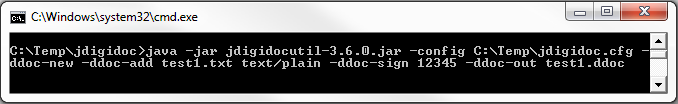 C:\Windows\system32\cmd.exe
C:\Temp\jdigidoc>java -jar jdigidocutil-3.6.0.jar -config C:\Temp\jdigidoc.cfg -
ddoc-new -ddoc-add test1.txt text/plain -ddoc-sign 12345 -ddoc-out test1.ddoc